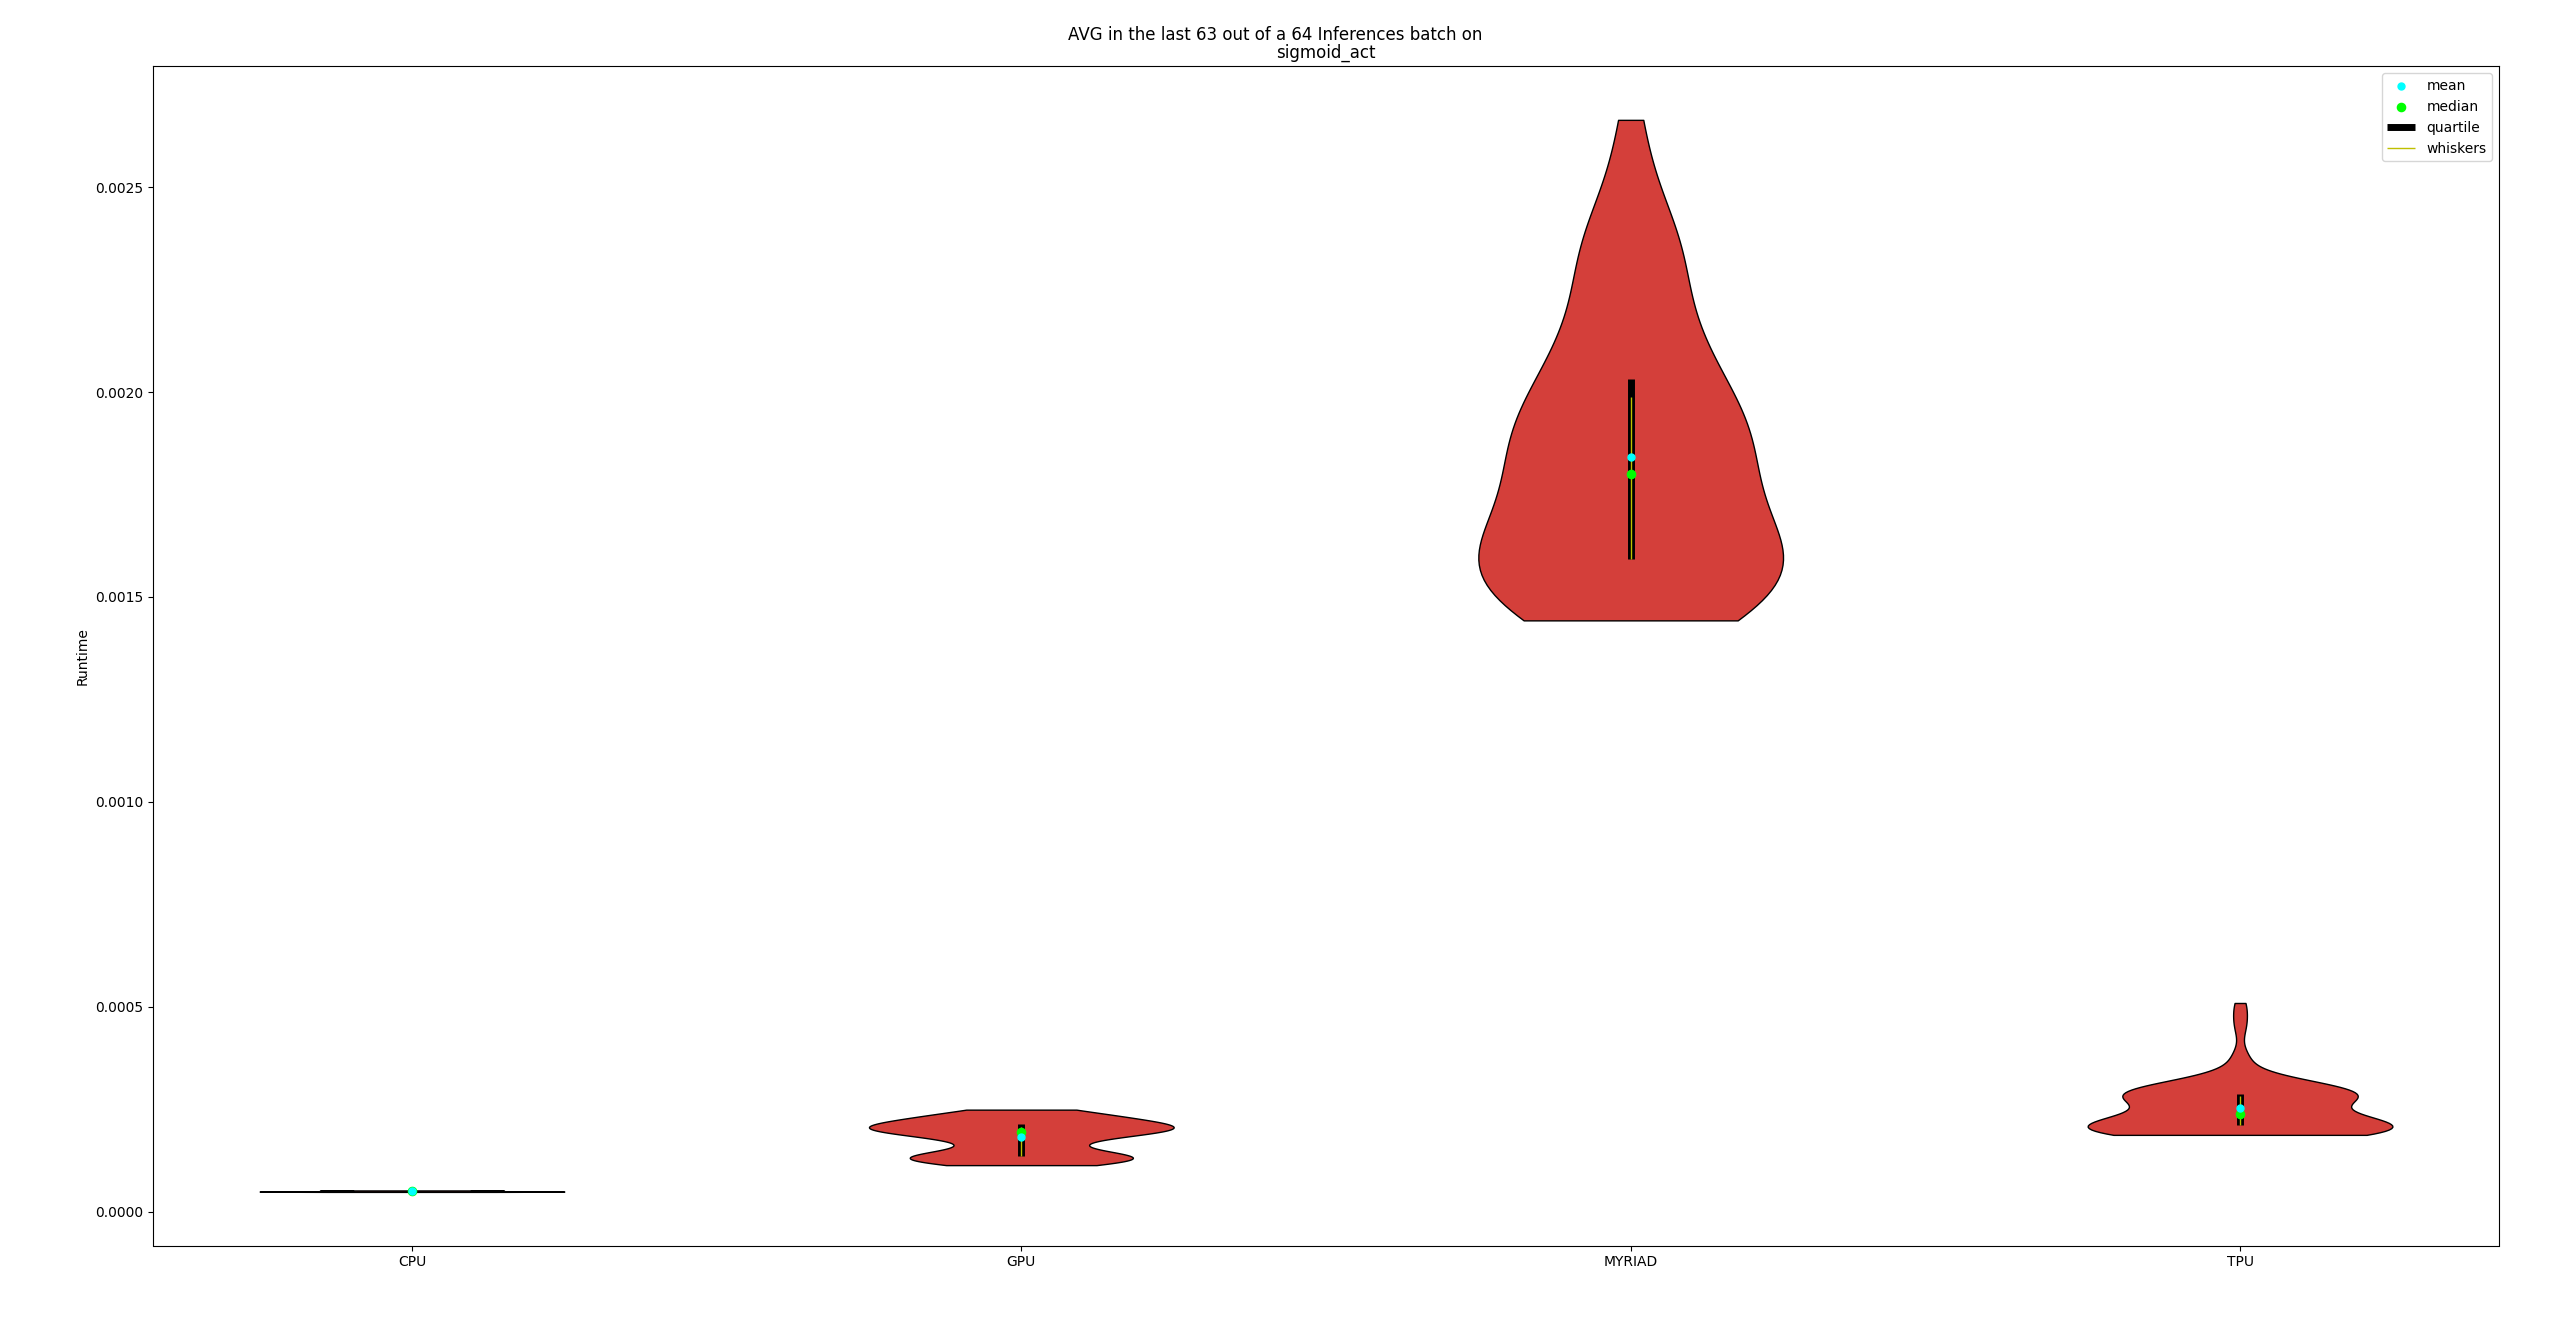 AVG in the last 63 out of a 64 Inferences batch on
sigmoid_act
mean
median
quartile
whiskers
0.0025
0.0020
0.0015
0.0010
0.0005
0.0000
Runtime
CPU
GPU
MYRIAD
TPU